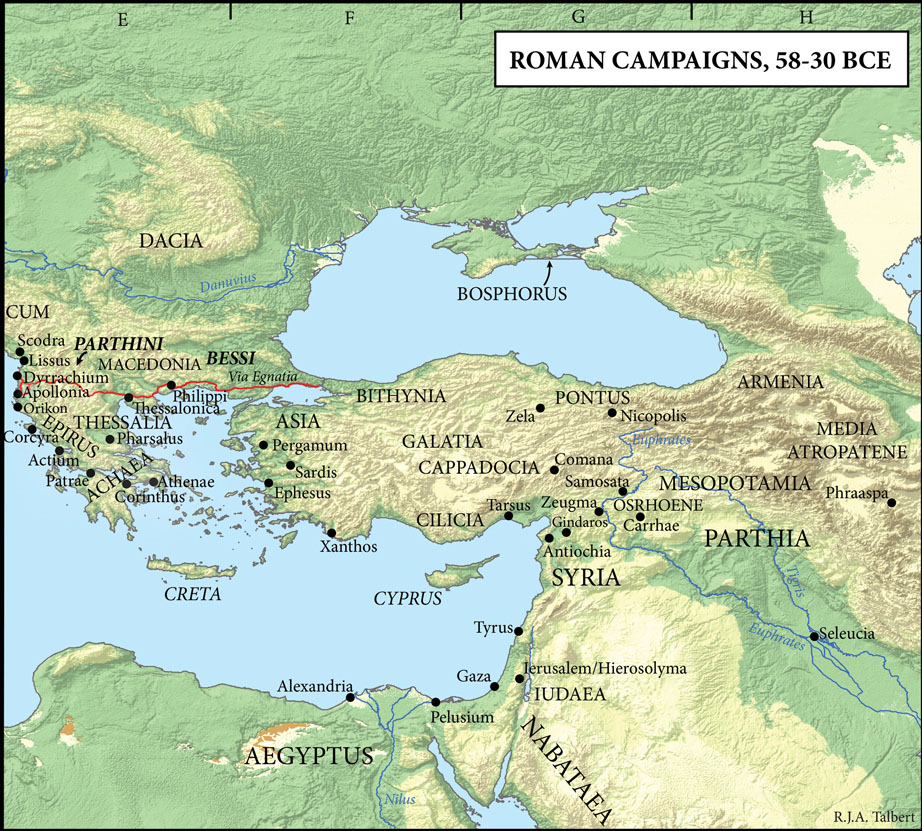 E
F
G
H
ROMAN CAMPAIGNS, 58-30 BCE
DACIA
Danuvius
BOSPHORUS
CUM
Scodra
PARTHINI
Lissus
MACEDONIA
BESSI
Dyrrachium
Via Egnatia
Apollonia
Philippi
Orikon
Thessalonica
BITHYNIA
PONTUS
ARMENIA
Zela
Nicopolis
THESSALIA
EPIRUS
ASIA
Corcyra
Pharsalus
Pergamum
GALATIA
Euphrates
MEDIA
ATROPATENE
Actium
ACHAEA
Sardis
CAPPADOCIA
Comana
Patrae
Athenae
Corinthus
Ephesus
Samosata
MESOPOTAMIA
Phraaspa
Tarsus
Zeugma
OSRHOENE
CILICIA
Gindaros
Carrhae
Xanthos
Antiochia
PARTHIA
CRETA
CYPRUS
SYRIA
Tigris
Tyrus
Euphrates
Seleucia
Gaza
Ierusalem/Hierosolyma
Alexandria
IUDAEA
Pelusium
AEGYPTUS
NABATAEA
Nilus
R.J.A. Talbert